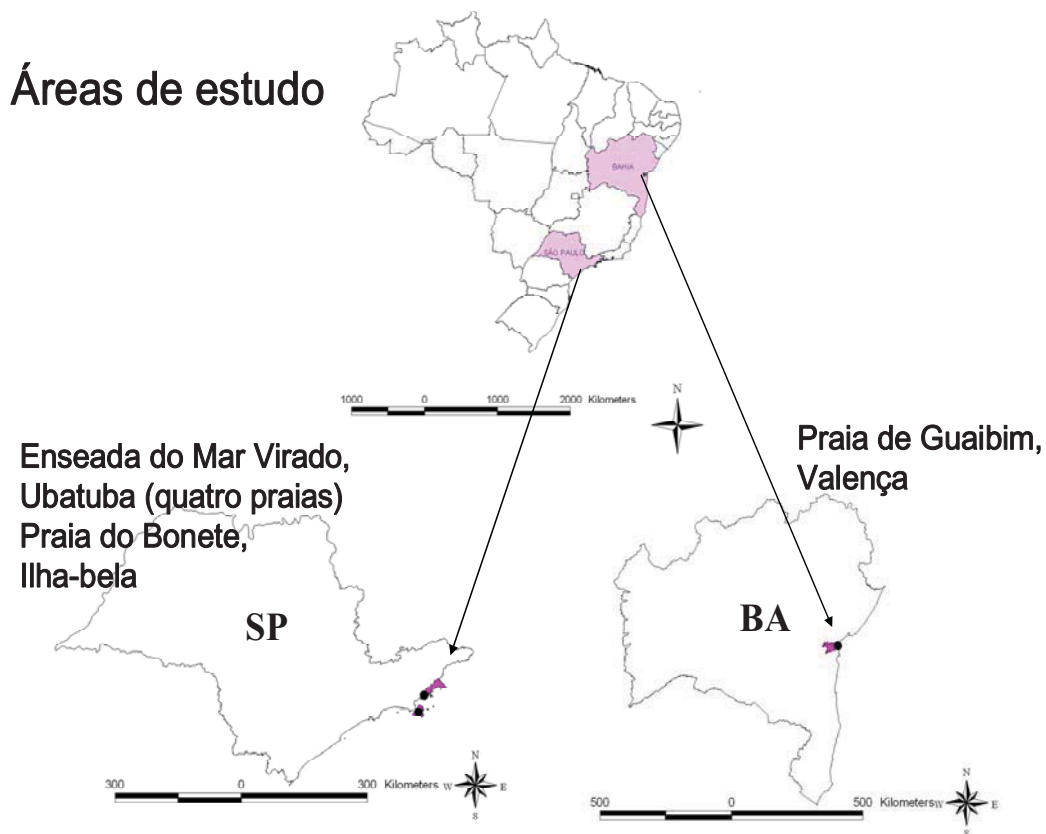 Áreas de estudo
BAHIA
SÃO PAULO
1000 0 1000 2000 Kilometers
N
Enseada do Mar Virado,
Ubatuba (quatro praias)
Praia do Bonete,
Ilha-bela
Praia de Guaibim,
Valença
SP
BA
300 0 300 Kilometers
N
W E
S
500 0 500 Kilometers
N
W E
S